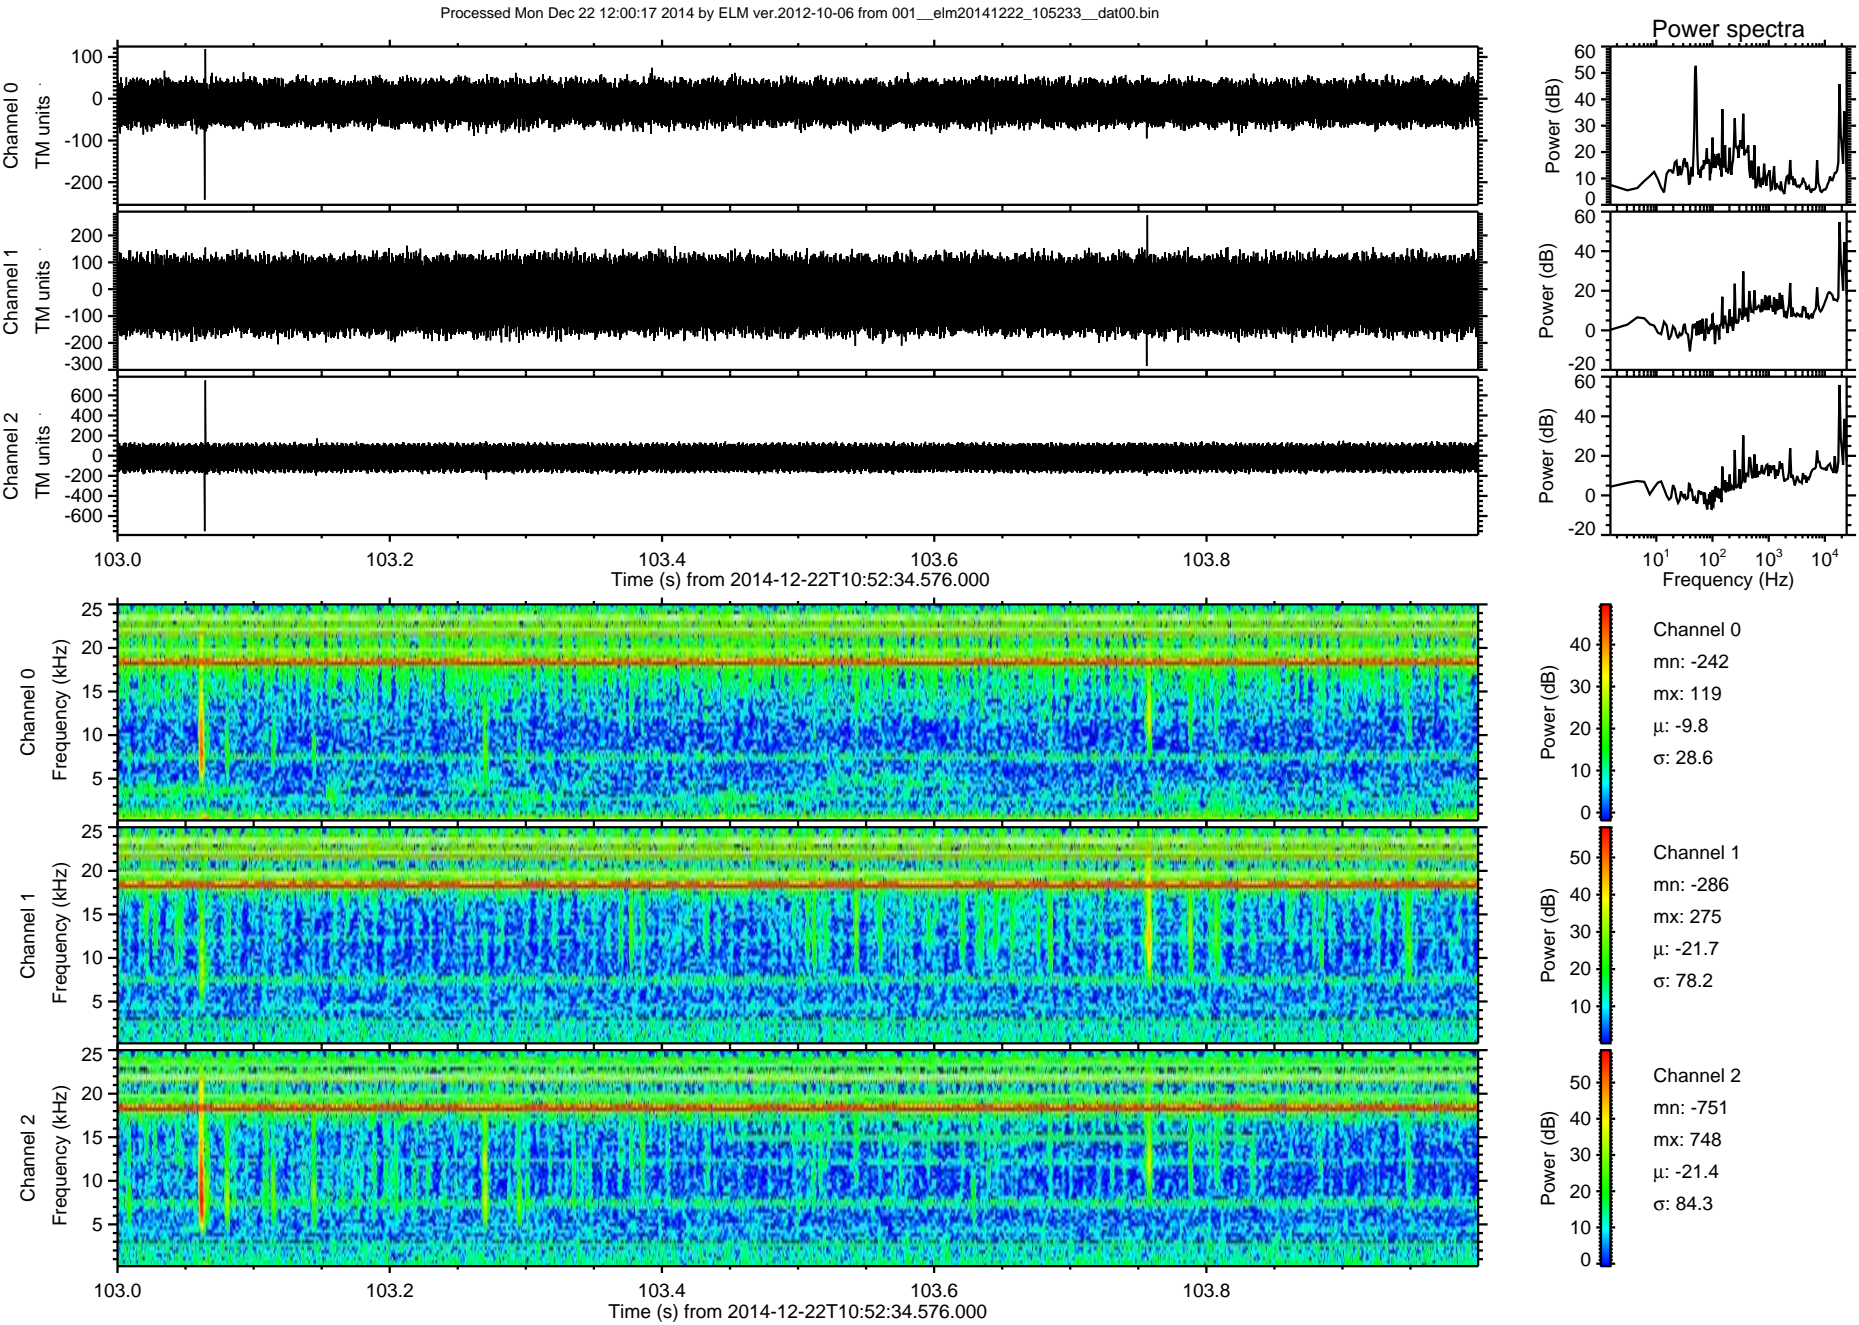 Processed Mon Dec 22 12:00:17 2014 by ELM ver.2012-10-06 from 001__elm20141222_105233__dat00.bin
Power spectra
Channel 0
TM units
100
0
-100
-200
Power (dB)
60
50
40
30
20
10
0
Channel 1
TM units
200
100
0
-100
-200
-300
Power (dB)
60
40
20
0
-20
Channel 2
TM units
600
400
200
0
-200
-400
-600
Power (dB)
60
40
20
0
-20
103.0 103.2 103.4 103.6 103.8
Time (s) from 2014-12-22T10:52:34.576.000
10¹ 10² 10³ 10⁴
Frequency (Hz)
Channel 0
Frequency (kHz)
25
20
15
10
5
Power (dB)
40
30
20
10
0
Channel 0
mn: -242
mx: 119
μ: -9.8
σ: 28.6
Channel 1
Frequency (kHz)
25
20
15
10
5
Power (dB)
50
40
30
20
10
Channel 1
mn: -286
mx: 275
μ: -21.7
σ: 78.2
Channel 2
Frequency (kHz)
25
20
15
10
5
Power (dB)
50
40
30
20
10
0
Channel 2
mn: -751
mx: 748
μ: -21.4
σ: 84.3
103.0 103.2 103.4 103.6 103.8
Time (s) from 2014-12-22T10:52:34.576.000